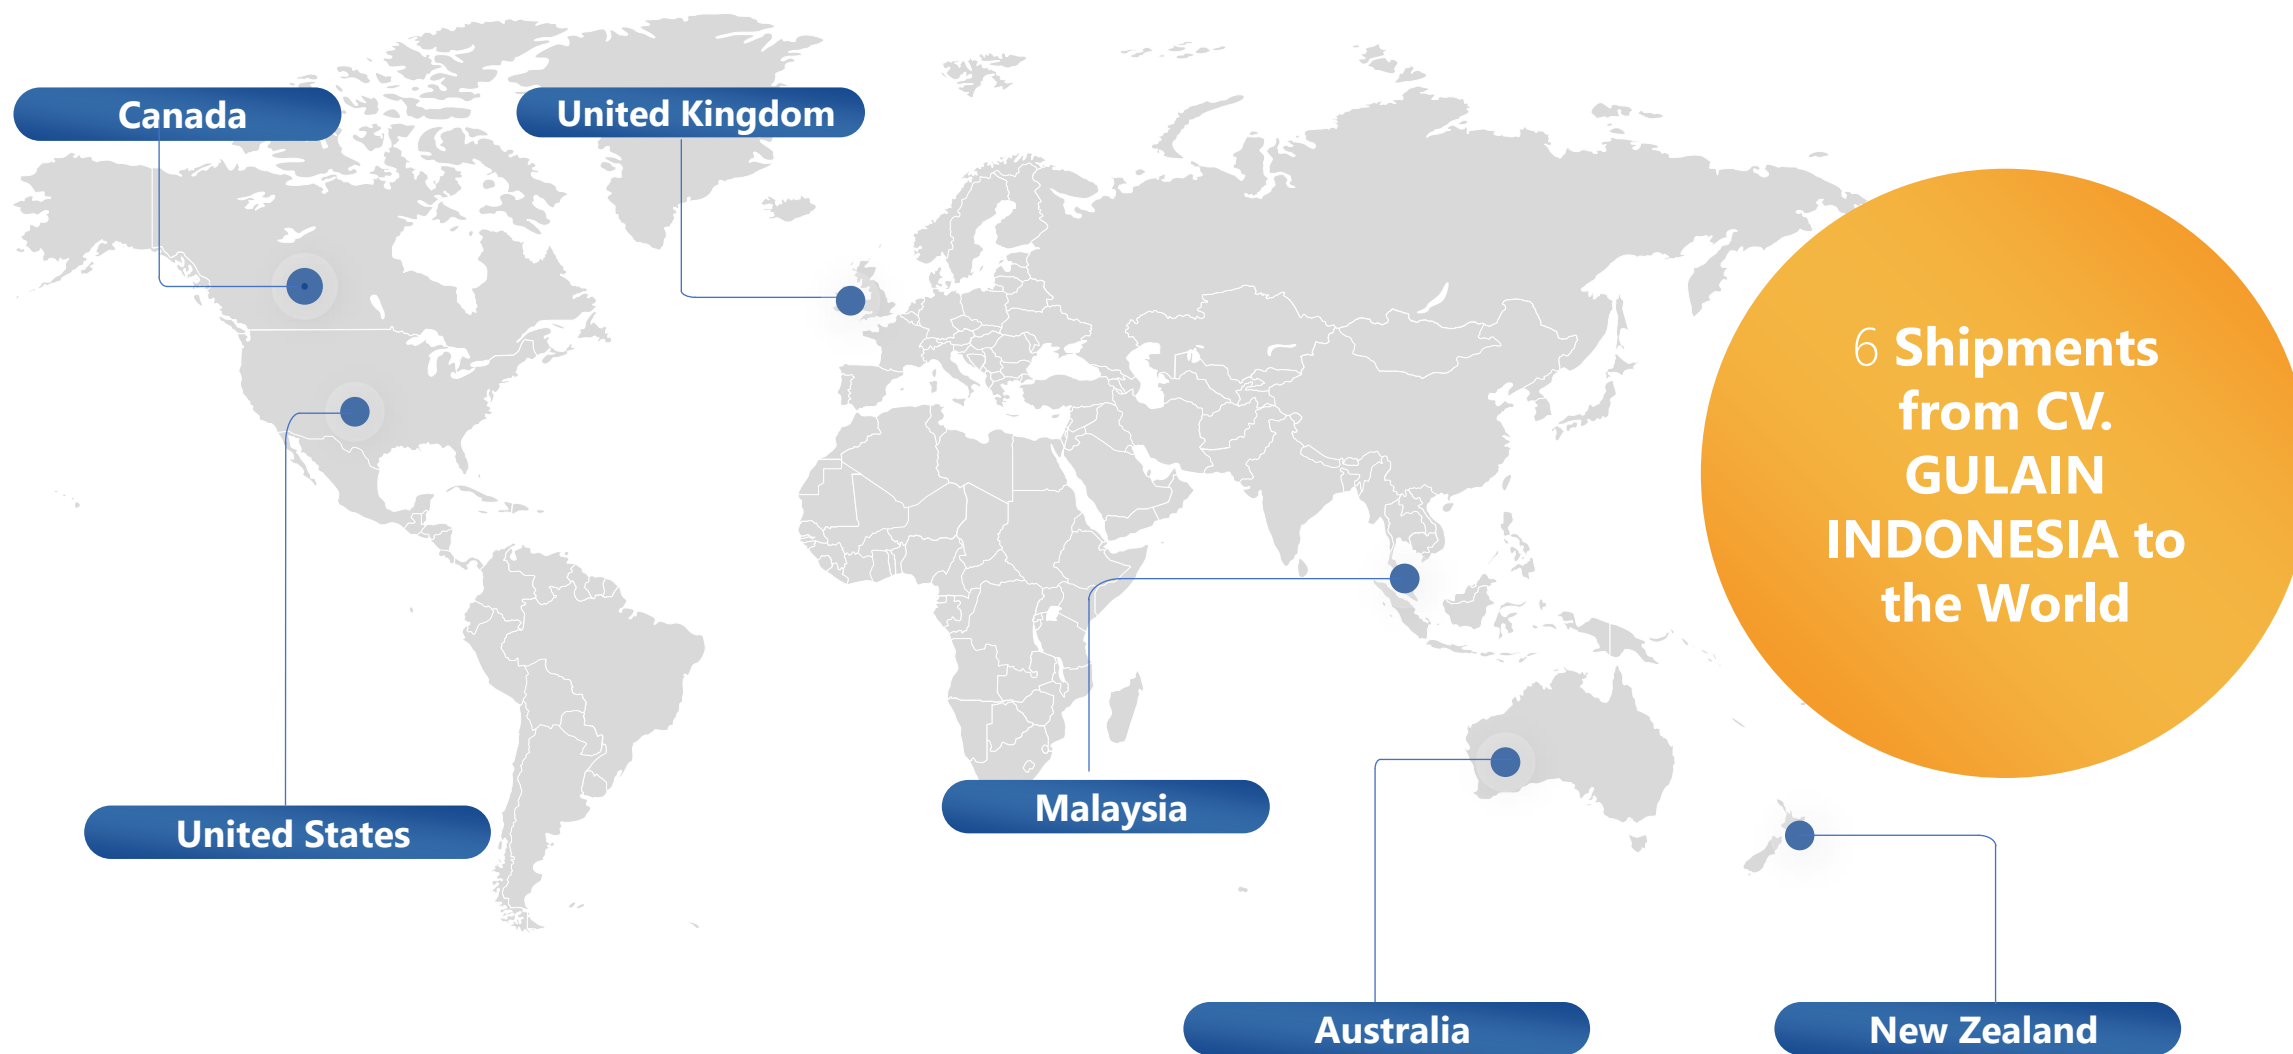 Canada
United Kingdom
6 Shipments
from CV.
GULAIN
INDONESIA to
the World
United States
Malaysia
Australia
New Zealand